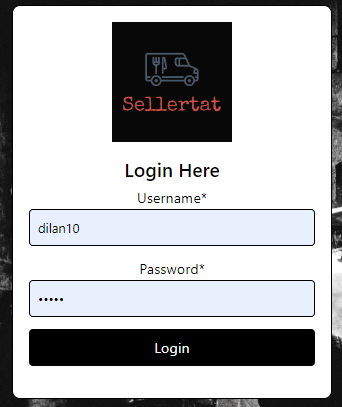 Sellertat
Login Here
Username*
dilan10
Password*
•••••
Login